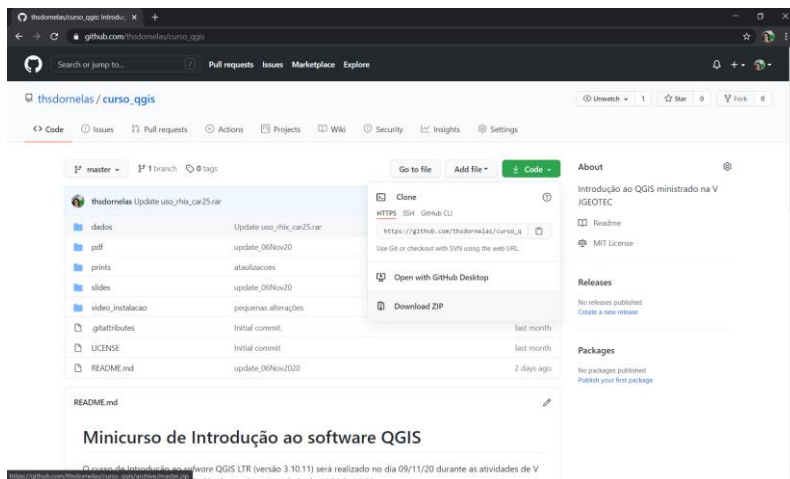 thsdornelas/curso_qgis: Introduç
github.com/thsdornelas/curso_qgis
Search or jump to... / Pull requests Issues Marketplace Explore
thsdornelas / curso_qgis
Unwatch 1 Star 0 Fork 0
Code Issues Pull requests Actions Projects Wiki Security Insights Settings
master 1 branch 0 tags Go to file Add file Code
thsdornelas Update uso_rhix_car25.rar
dados Update uso_rhix_car25.rar
pdf update_06Nov20
prints ataulizacoes
slides update_06Nov20
video_instalacao pequenas alterações
.gitattributes Initial commit last month
LICENSE Initial commit last month
README.md update_06Nov2020 2 days ago
Clone
HTTPS SSH GitHub CLI
https://github.com/thsdornelas/curso_q
Use Git or checkout with SVN using the web URL.
Open with GitHub Desktop
Download ZIP
About
Introdução ao QGIS ministrado na V
JGEOTEC
Readme
MIT License
Releases
No releases published
Create a new release
Packages
No packages published
Publish your first package
README.md
Minicurso de Introdução ao software QGIS
O curso de Introdução ao sofware QGIS LTR (versão 3.10.11) será realizado no dia 09/11/20 durante as atividades de V
https://github.com/thsdornelas/curso_qgis/archive/master.zip